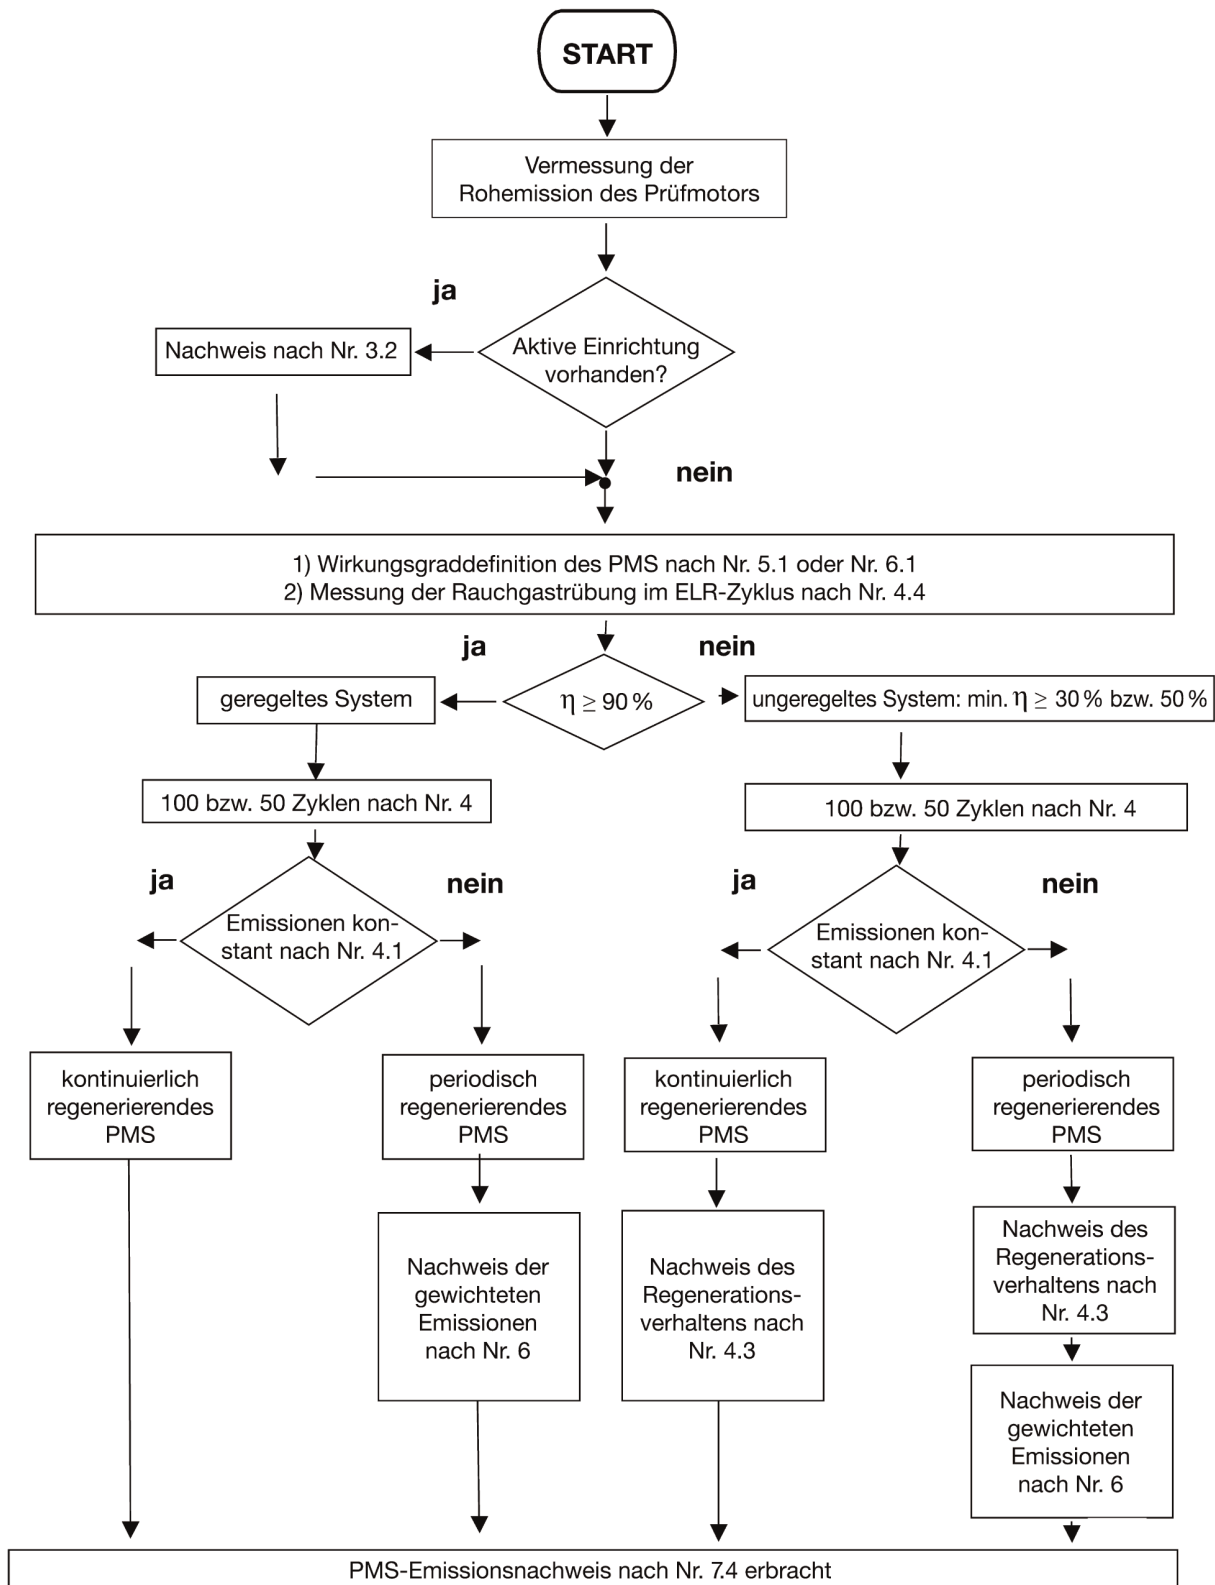 START
Vermessung der
Rohemission des Prüfmotors
ja
Aktive Einrichtung
vorhanden?
Nachweis nach Nr. 3.2
nein
1) Wirkungsgraddefinition des PMS nach Nr. 5.1 oder Nr. 6.1
2) Messung der Rauchgastrübung im ELR-Zyklus nach Nr. 4.4
ja
nein
geregeltes System
η ≥ 90 %
ungeregeltes System: min. η ≥ 30 % bzw. 50 %
100 bzw. 50 Zyklen nach Nr. 4
100 bzw. 50 Zyklen nach Nr. 4
ja
nein
Emissionen kon-
stant nach Nr. 4.1
ja
nein
Emissionen kon-
stant nach Nr. 4.1
kontinuierlich
regenerierendes
PMS
periodisch
regenerierendes
PMS
kontinuierlich
regenerierendes
PMS
periodisch
regenerierendes
PMS
Nachweis der
gewichteten
Emissionen
nach Nr. 6
Nachweis des
Regenerations-
verhaltens nach
Nr. 4.3
Nachweis des
Regenerations-
verhaltens nach
Nr. 4.3
Nachweis der
gewichteten
Emissionen
nach Nr. 6
PMS-Emissionsnachweis nach Nr. 7.4 erbracht